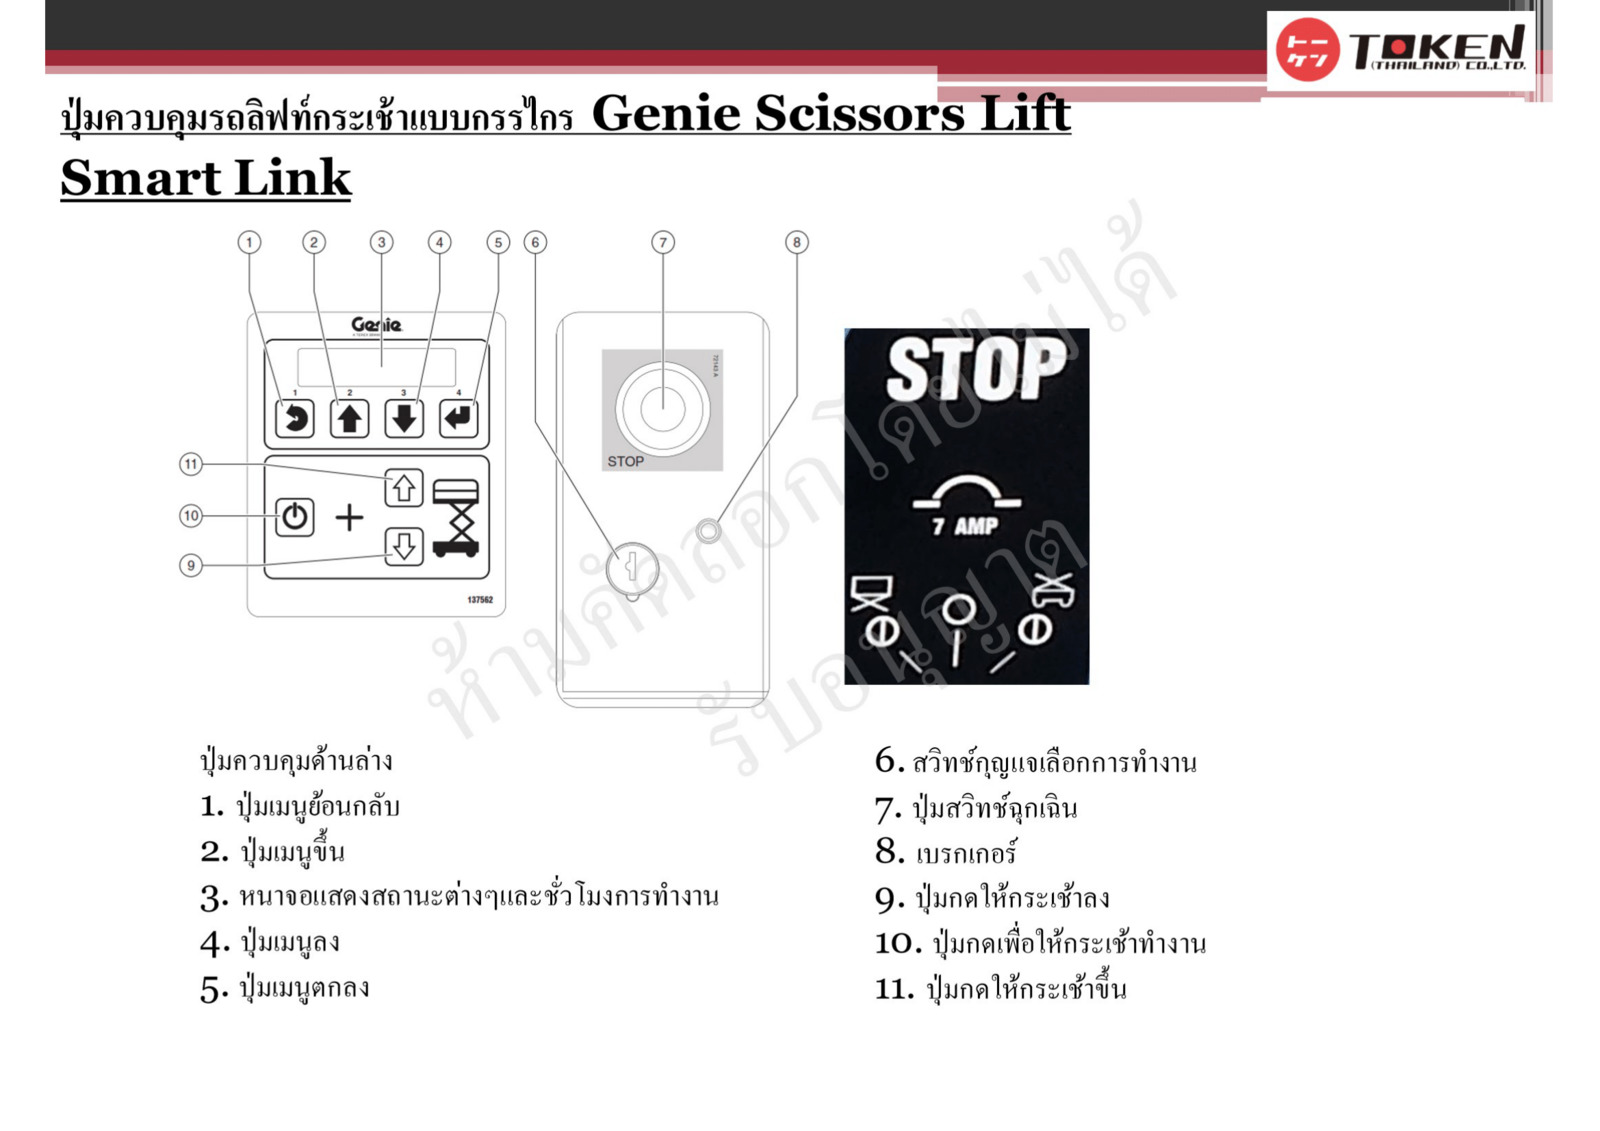 トーケン
TOKEN
(THAILAND) CO.,LTD.
ปุ่มควบคุมรถลิฟท์กระเช้าแบบกรรไกร Genie Scissors Lift
Smart Link
1 2 3 4 5 6 7 8
Genie
1 2 3 4
72143 A
STOP
11
10
9
137562
STOP
7 AMP
ห้ามคัดลอกโดยไม่ได้
รับอนุญาต
ปุ่มควบคุมด้านล่าง
1. ปุ่มเมนูย้อนกลับ
2. ปุ่มเมนูขึ้น
3. หนาจอแสดงสถานะต่างๆและชั่วโมงการทำงาน
4. ปุ่มเมนูลง
5. ปุ่มเมนูตกลง
6. สวิทช์กุญแจเลือกการทำงาน
7. ปุ่มสวิทช์ฉุกเฉิน
8. เบรกเกอร์
9. ปุ่มกดให้กระเช้าลง
10. ปุ่มกดเพื่อให้กระเช้าทำงาน
11. ปุ่มกดให้กระเช้าขึ้น